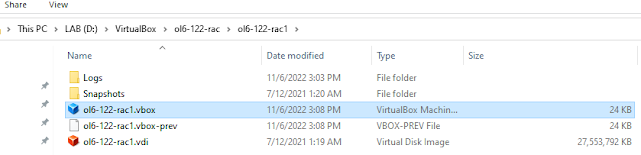 Share View
This PC > LAB (D:) > VirtualBox > ol6-122-rac > ol6-122-rac1 >
Name Date modified Type Size
Logs 11/6/2022 3:03 PM File folder
Snapshots 7/12/2021 1:20 AM File folder
ol6-122-rac1.vbox 11/6/2022 3:08 PM VirtualBox Machin... 24 KB
ol6-122-rac1.vbox-prev 11/6/2022 3:08 PM VBOX-PREV File 24 KB
ol6-122-rac1.vdi 7/12/2021 1:19 AM Virtual Disk Image 27,553,792 KB